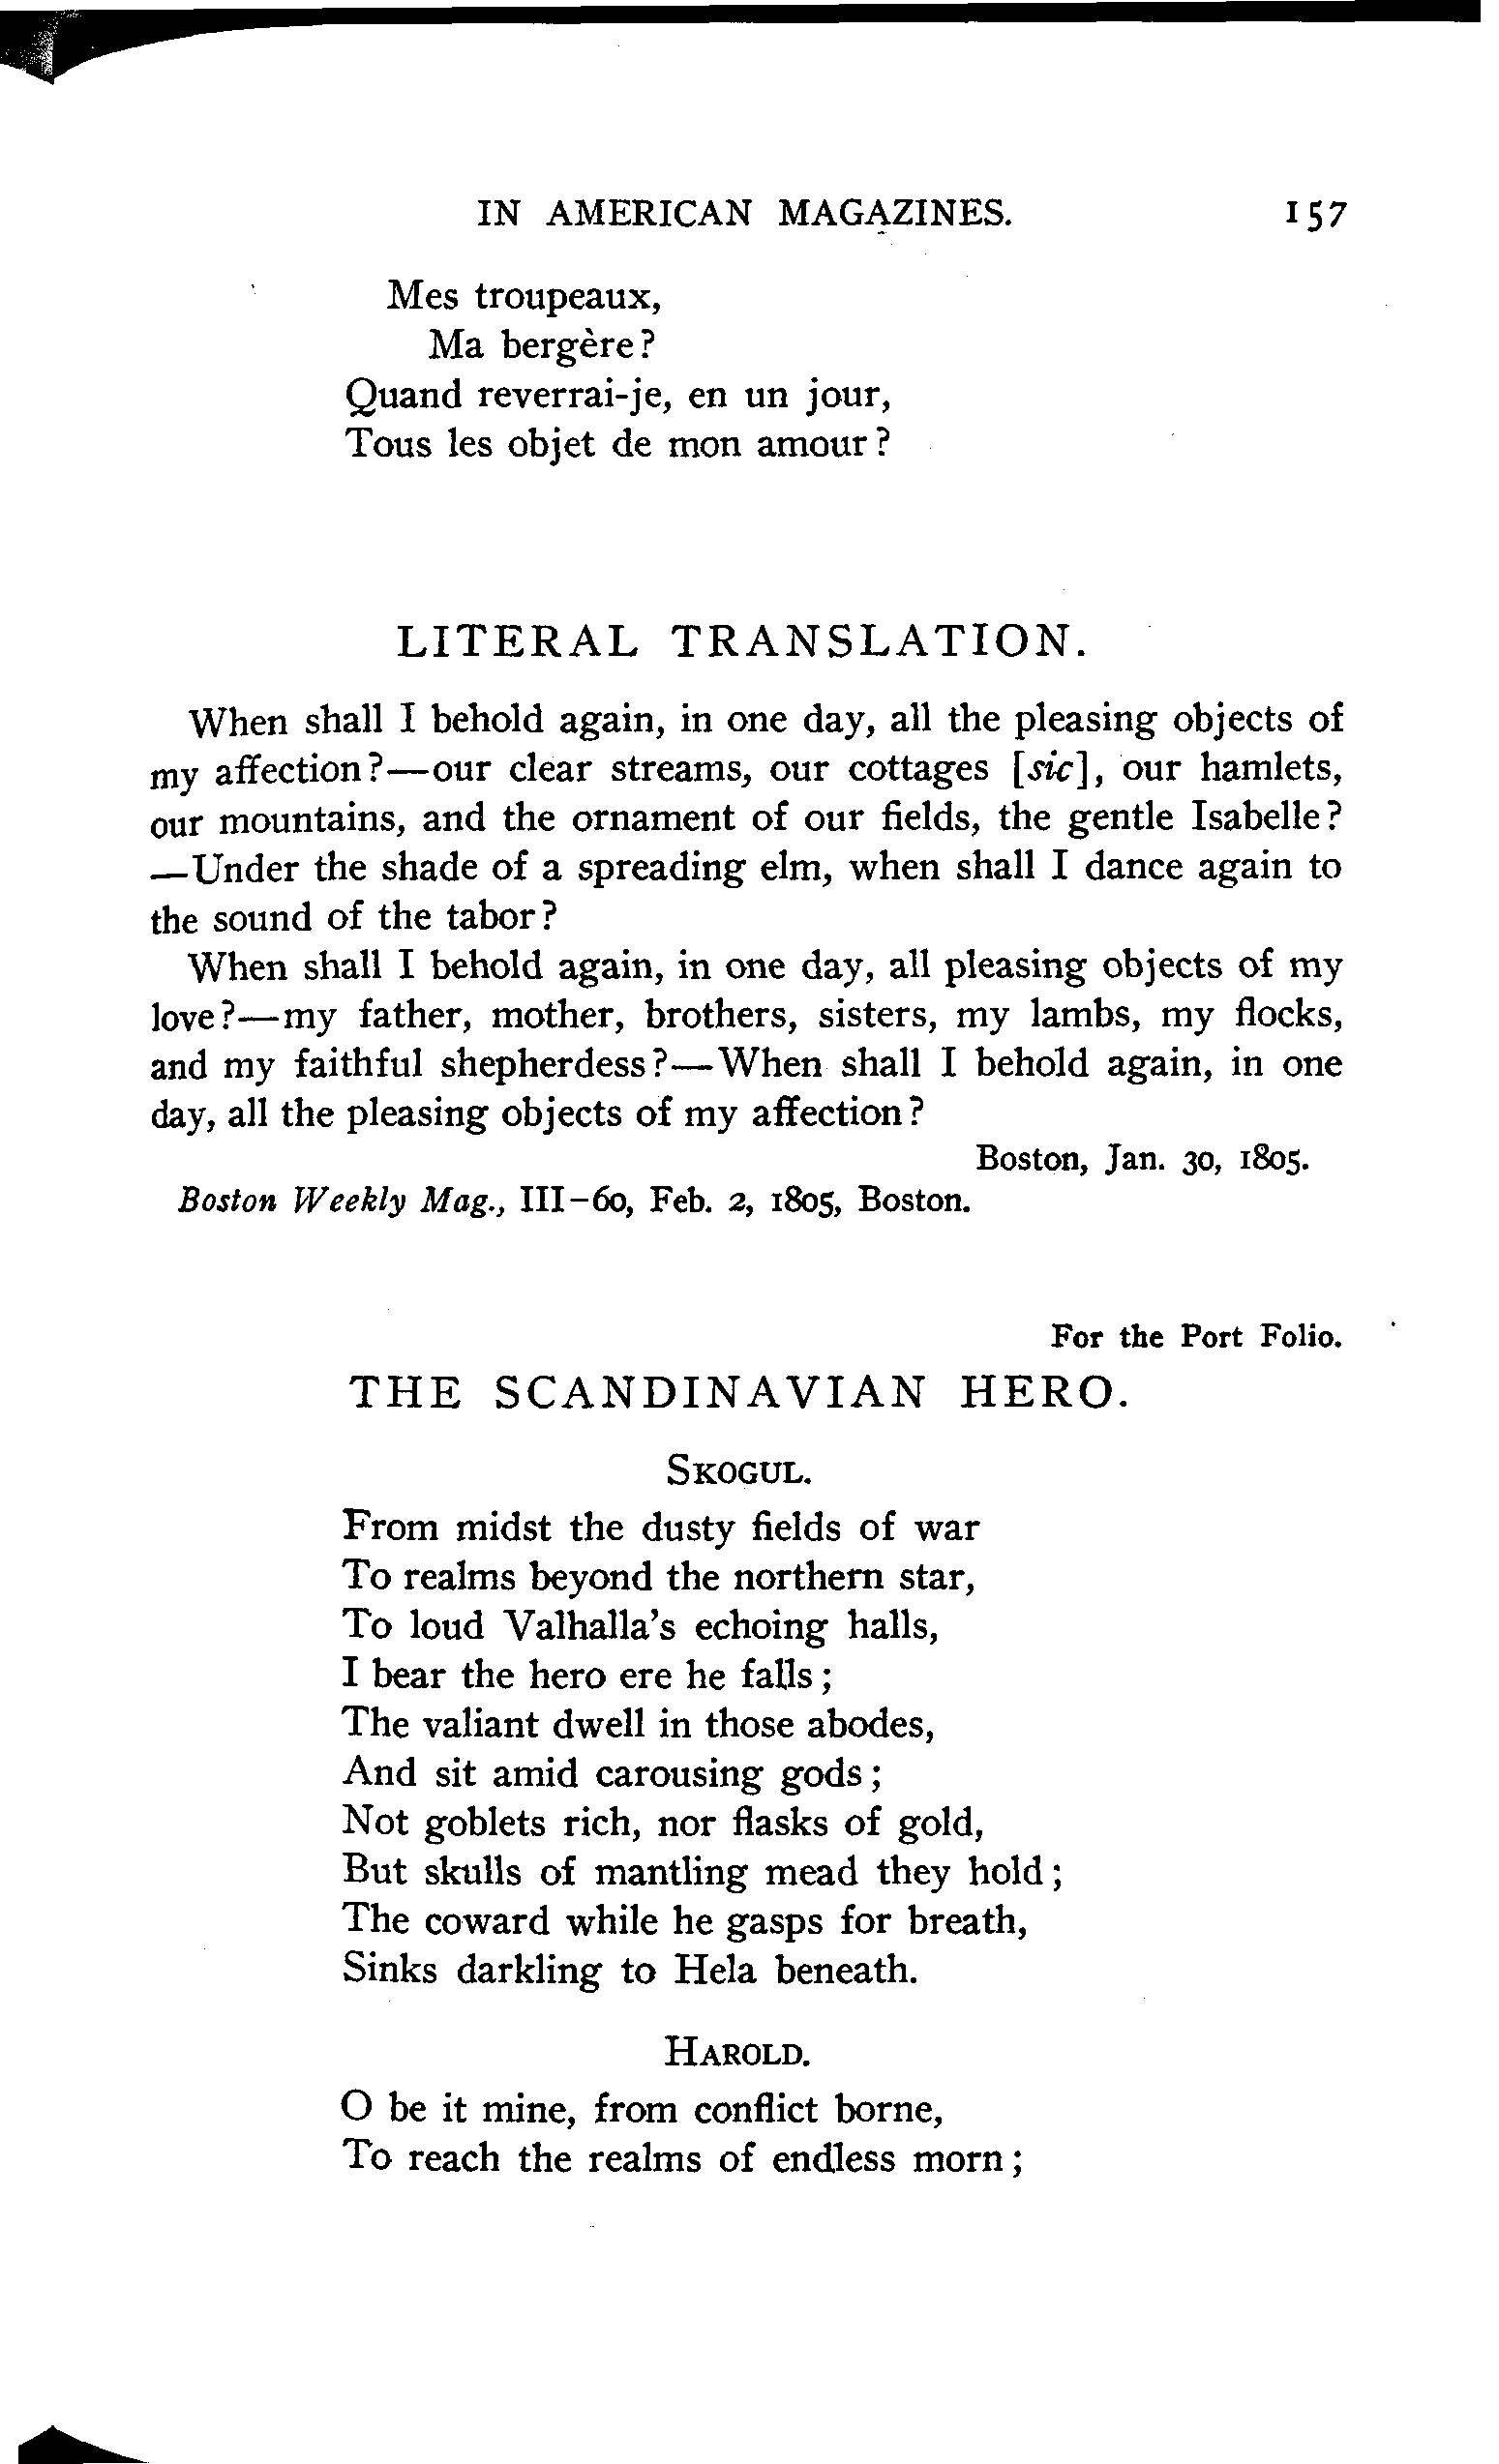 IN AMERICAN MAGAZINES. 157
Mes troupeaux,
Ma bergère?
Quand reverrai-je, en un jour,
Tous les objet de mon amour?
LITERAL TRANSLATION.
When shall I behold again, in one day, all the pleasing objects of
my affection?—our clear streams, our cottages [sic], our hamlets,
our mountains, and the ornament of our fields, the gentle Isabelle?
—Under the shade of a spreading elm, when shall I dance again to
the sound of the tabor?
When shall I behold again, in one day, all pleasing objects of my
love?—my father, mother, brothers, sisters, my lambs, my flocks,
and my faithful shepherdess?—When shall I behold again, in one
day, all the pleasing objects of my affection?
Boston, Jan. 30, 1805.
Boston Weekly Mag., III-60, Feb. 2, 1805, Boston.
For the Port Folio.
THE SCANDINAVIAN HERO.
SKOGUL.
From midst the dusty fields of war
To realms beyond the northern star,
To loud Valhalla's echoing halls,
I bear the hero ere he falls;
The valiant dwell in those abodes,
And sit amid carousing gods;
Not goblets rich, nor flasks of gold,
But skulls of mantling mead they hold;
The coward while he gasps for breath,
Sinks darkling to Hela beneath.
HAROLD.
O be it mine, from conflict borne,
To reach the realms of endless morn;